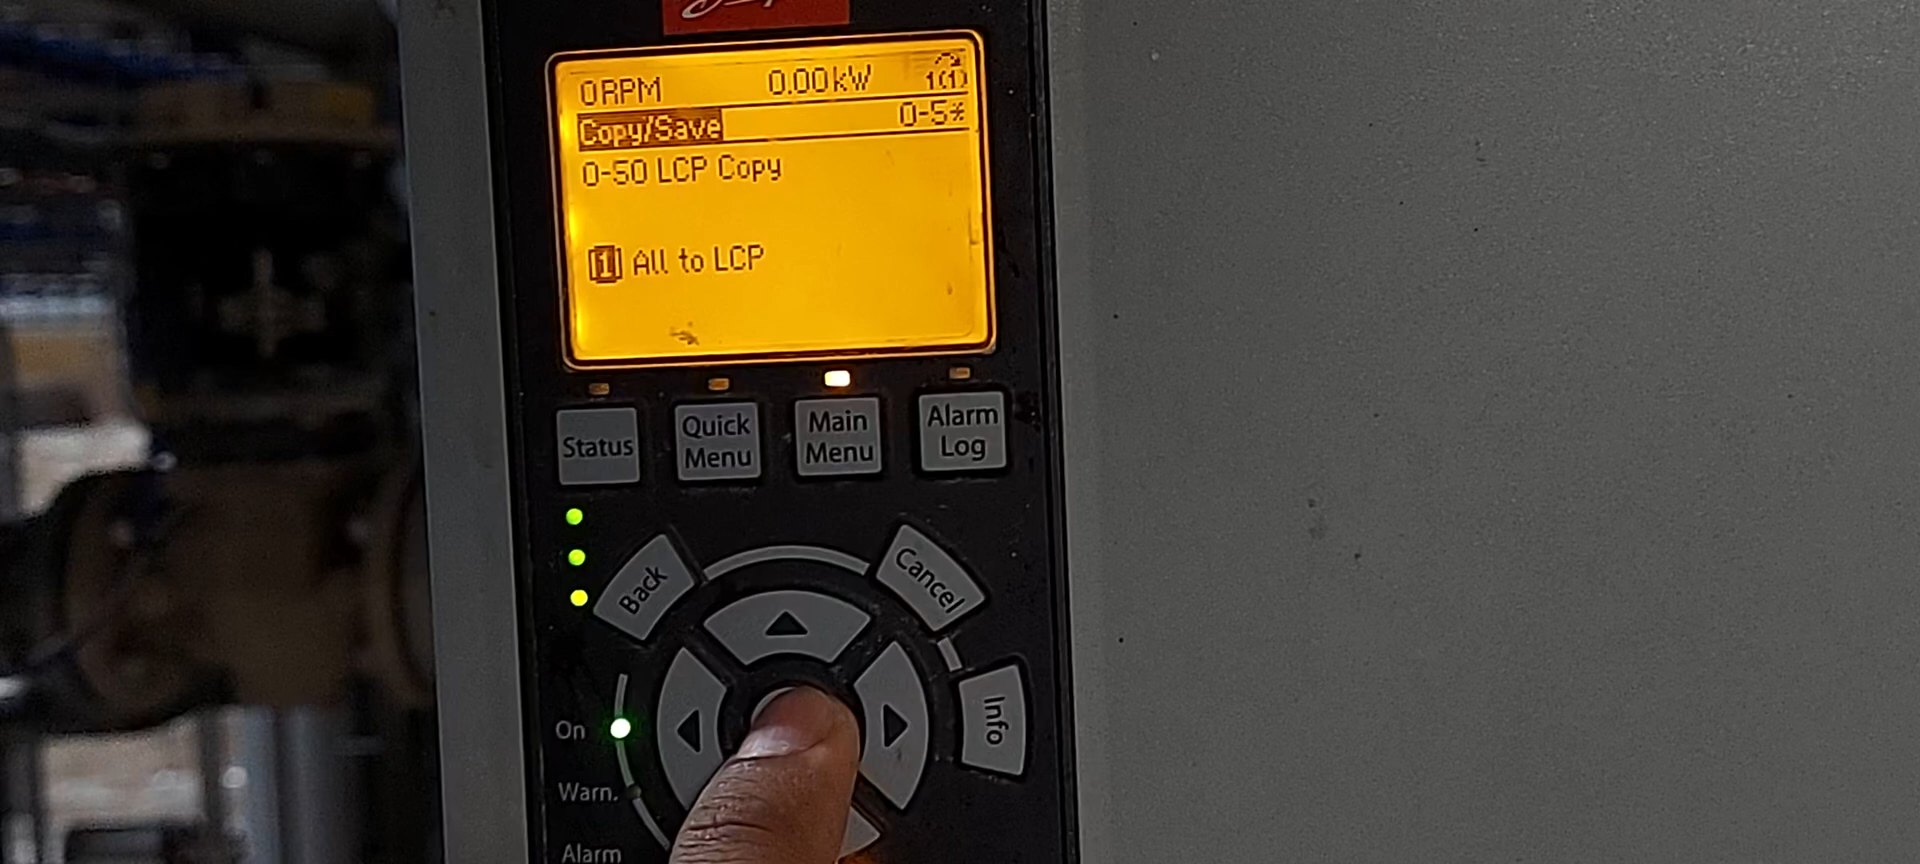 0RPM 0.00kW 1(1)
Copy/Save 0-5*
0-50 LCP Copy
[1] All to LCP
Status
Quick Menu
Main Menu
Alarm Log
Back
Cancel
Info
On
Warn.
Alarm